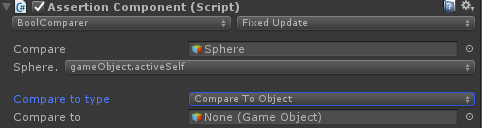 Assertion Component (Script)
BoolComparer Fixed Update
Compare Sphere
Sphere. gameObject.activeSelf
Compare to type Compare To Object
Compare to None (Game Object)